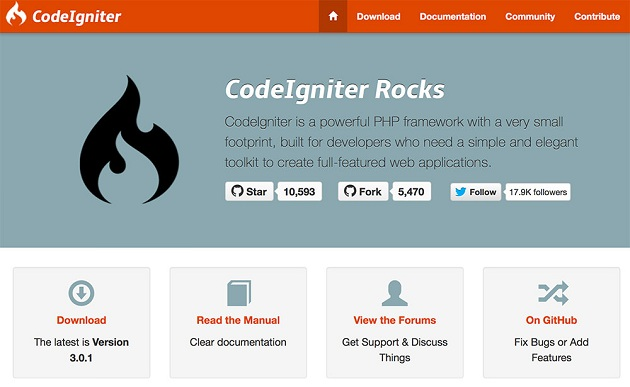 CodeIgniter
Download
Documentation
Community
Contribute
CodeIgniter Rocks
CodeIgniter is a powerful PHP framework with a very small
footprint, built for developers who need a simple and elegant
toolkit to create full-featured web applications.
Star 10,593
Fork 5,470
Follow 17.9K followers
Download
The latest is Version
3.0.1
Read the Manual
Clear documentation
View the Forums
Get Support & Discuss
Things
On GitHub
Fix Bugs or Add
Features